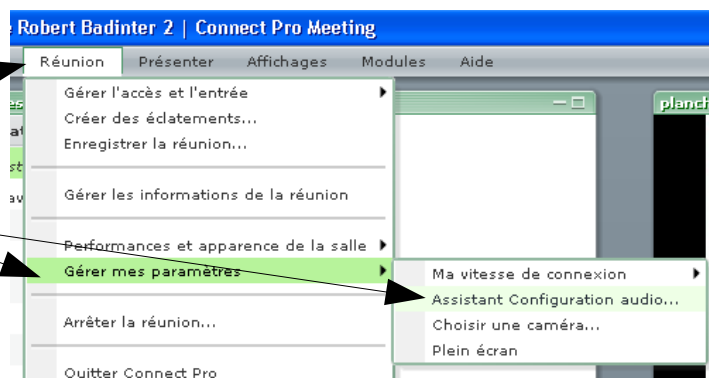 Robert Badinter 2 | Connect Pro Meeting
Réunion Présenter Affichages Modules Aide
Gérer l'accès et l'entrée
Créer des éclatements...
Enregistrer la réunion...
Gérer les informations de la réunion
Performances et apparence de la salle
Gérer mes paramètres
Arrêter la réunion...
Quitter Connect Pro
Ma vitesse de connexion
Assistant Configuration audio...
Choisir une caméra...
Plein écran